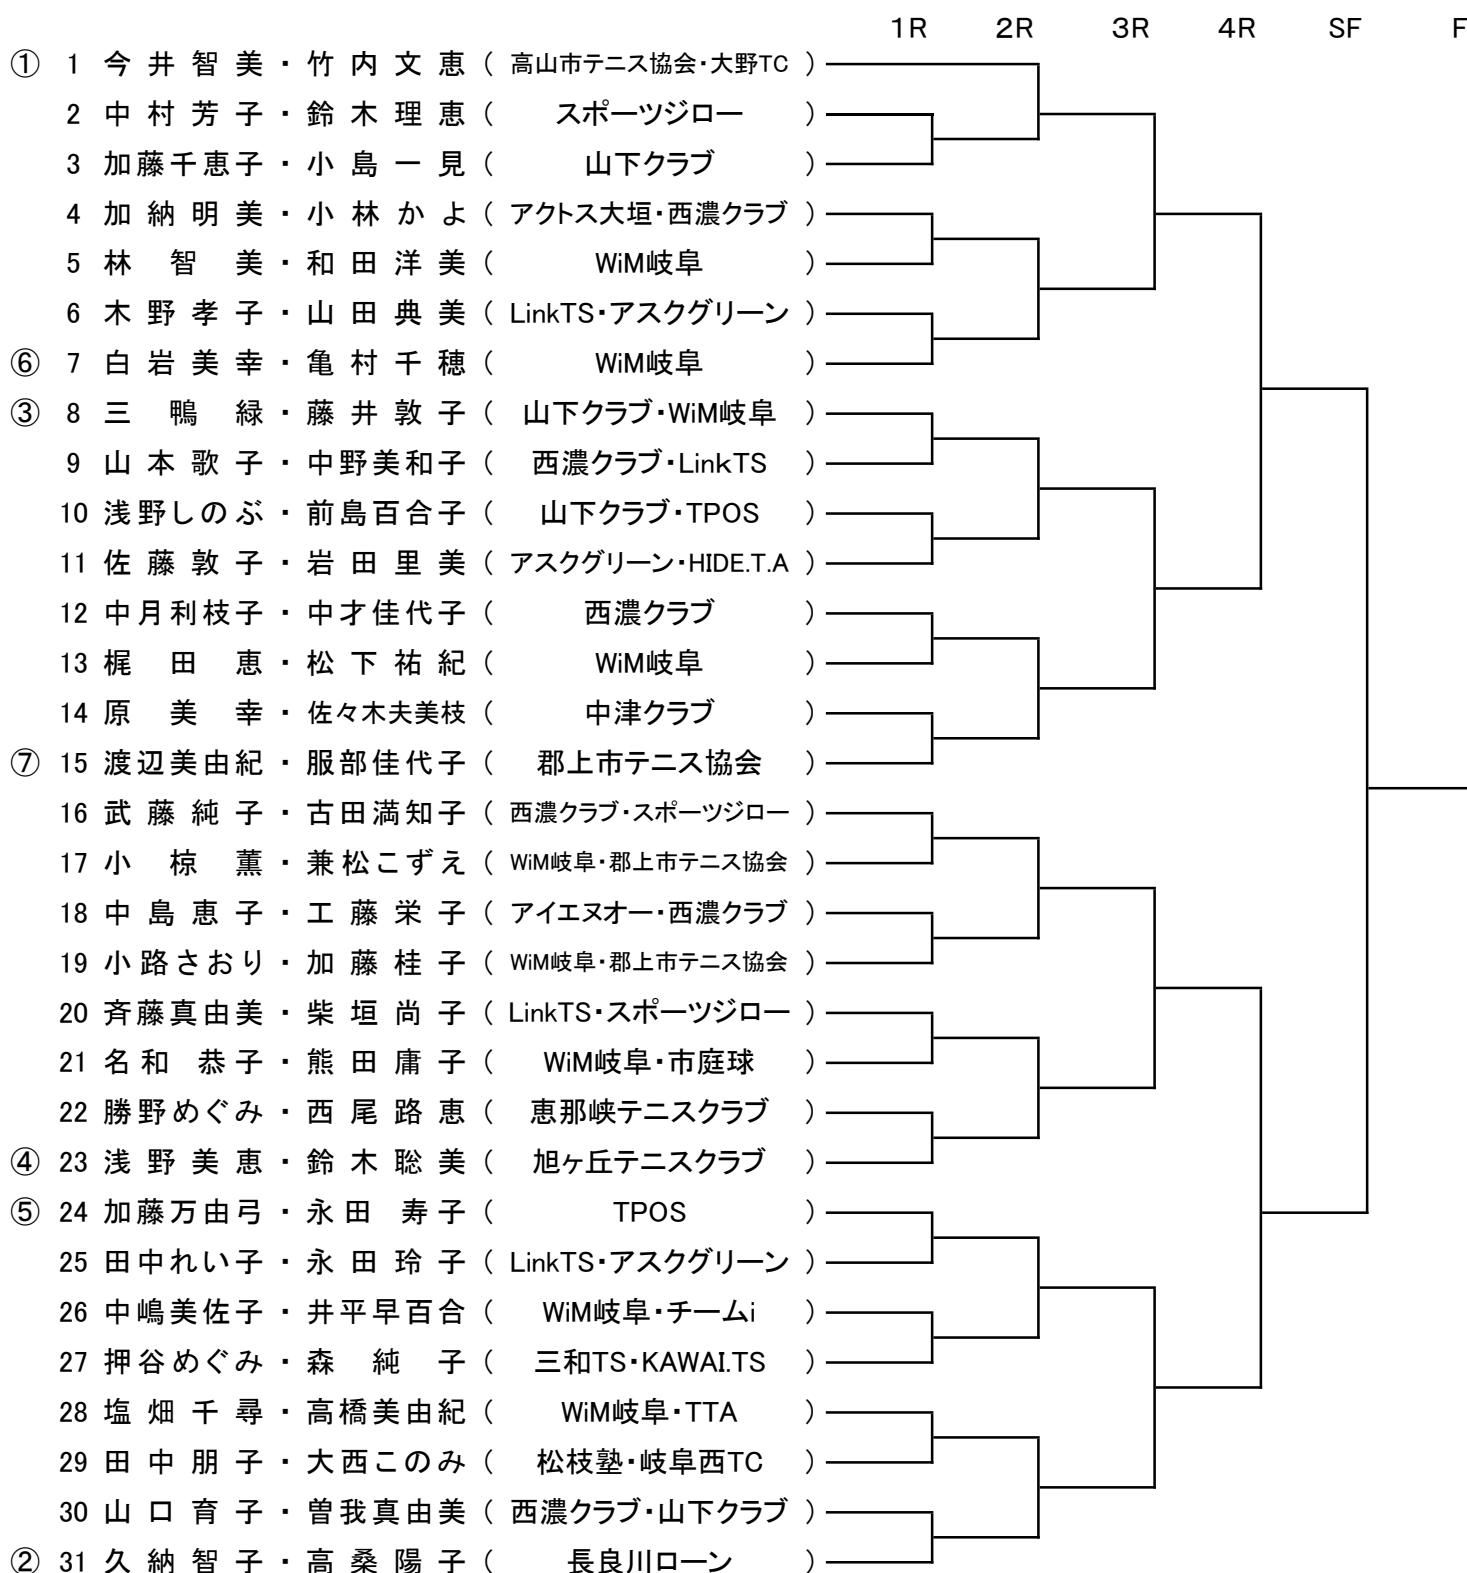 1R 2R 3R 4R SF F
① 1 今井智美・竹内文恵 ( 高山市テニス協会・大野TC )
2 中村芳子・鈴木理恵 ( スポーツジロー )
3 加藤千恵子・小島一見 ( 山下クラブ )
4 加納明美・小林かよ ( アクトス大垣・西濃クラブ )
5 林智美・和田洋美 ( WiM岐阜 )
6 木野孝子・山田典美 ( LinkTS・アスクグリーン )
⑥ 7 白岩美幸・亀村千穂 ( WiM岐阜 )
③ 8 三鴨緑・藤井敦子 ( 山下クラブ・WiM岐阜 )
9 山本歌子・中野美和子 ( 西濃クラブ・LinkTS )
10 浅野しのぶ・前島百合子 ( 山下クラブ・TPOS )
11 佐藤敦子・岩田里美 ( アスクグリーン・HIDE.T.A )
12 中月利枝子・中才佳代子 ( 西濃クラブ )
13 梶田恵・松下祐紀 ( WiM岐阜 )
14 原美幸・佐々木夫美枝 ( 中津クラブ )
⑦ 15 渡辺美由紀・服部佳代子 ( 郡上市テニス協会 )
16 武藤純子・古田満知子 ( 西濃クラブ・スポーツジロー )
17 小椋薫・兼松こずえ ( WiM岐阜・郡上市テニス協会 )
18 中島恵子・工藤栄子 ( アイエヌオー・西濃クラブ )
19 小路さおり・加藤桂子 ( WiM岐阜・郡上市テニス協会 )
20 斉藤真由美・柴垣尚子 ( LinkTS・スポーツジロー )
21 名和恭子・熊田庸子 ( WiM岐阜・市庭球 )
22 勝野めぐみ・西尾路恵 ( 恵那峡テニスクラブ )
④ 23 浅野美恵・鈴木聡美 ( 旭ヶ丘テニスクラブ )
⑤ 24 加藤万由弓・永田寿子 ( TPOS )
25 田中れい子・永田玲子 ( LinkTS・アスクグリーン )
26 中嶋美佐子・井平早百合 ( WiM岐阜・チームi )
27 押谷めぐみ・森純子 ( 三和TS・KAWAI.TS )
28 塩畑千尋・高橋美由紀 ( WiM岐阜・TTA )
29 田中朋子・大西このみ ( 松枝塾・岐阜西TC )
30 山口育子・曽我真由美 ( 西濃クラブ・山下クラブ )
② 31 久納智子・高桑陽子 ( 長良川ローン )